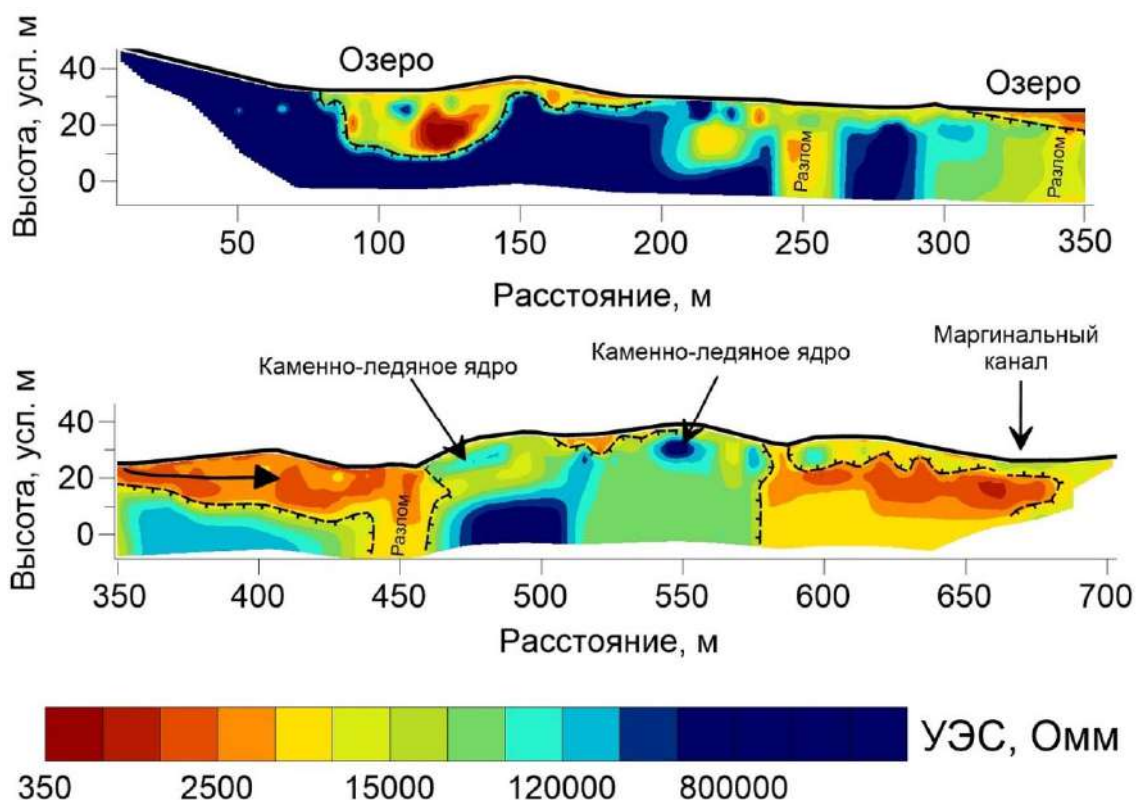 Высота, усл. м
40
20
0
Озеро
Озеро
Разлом
Разлом
50
100
150
200
250
300
350
Расстояние, м
Каменно-ледяное ядро
Каменно-ледяное ядро
Маргинальный
канал
Высота, усл. м
40
20
0
Разлом
350
400
450
500
550
600
650
700
Расстояние, м
УЭС, Омм
350
2500
15000
120000
800000